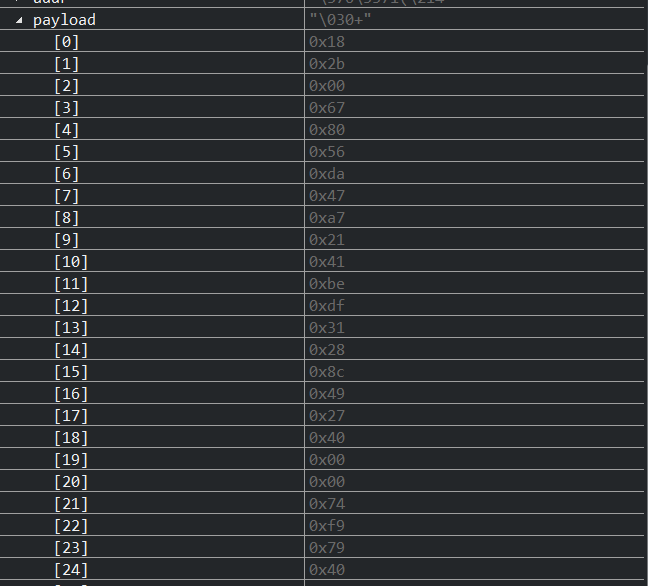 payload "\030+"
[0] 0x18
[1] 0x2b
[2] 0x00
[3] 0x67
[4] 0x80
[5] 0x56
[6] 0xda
[7] 0x47
[8] 0xa7
[9] 0x21
[10] 0x41
[11] 0xbe
[12] 0xdf
[13] 0x31
[14] 0x28
[15] 0x8c
[16] 0x49
[17] 0x27
[18] 0x40
[19] 0x00
[20] 0x00
[21] 0x74
[22] 0xf9
[23] 0x79
[24] 0x40